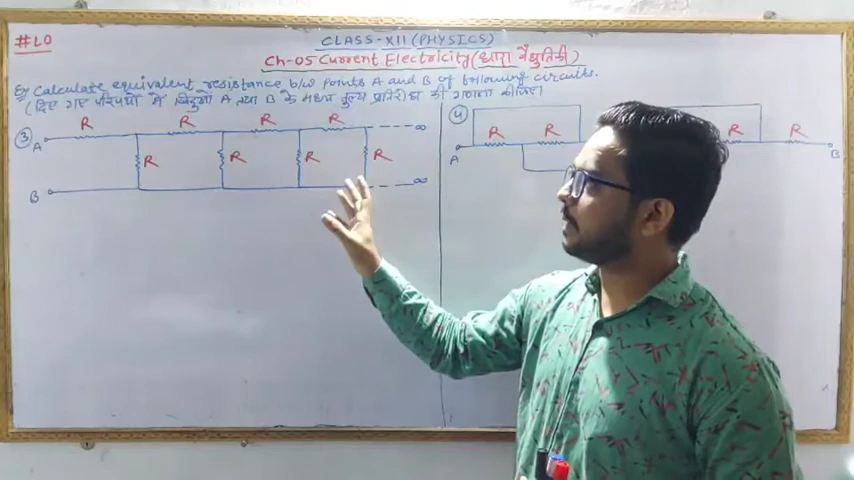 #L0
CLASS-XII (PHYSICS)
Ch-05 Current Electricity (धारा वैधुतिकी)
Ex Calculate equivalent resistance b/w points A and B of following circuits.
(दिए गए परिपथों में बिन्दुओं A तथा B के मध्य तुल्य प्रतिरोध की गणना कीजिए।
③ A R R R R ∞
R R R R
B ∞
④ A R R R R B